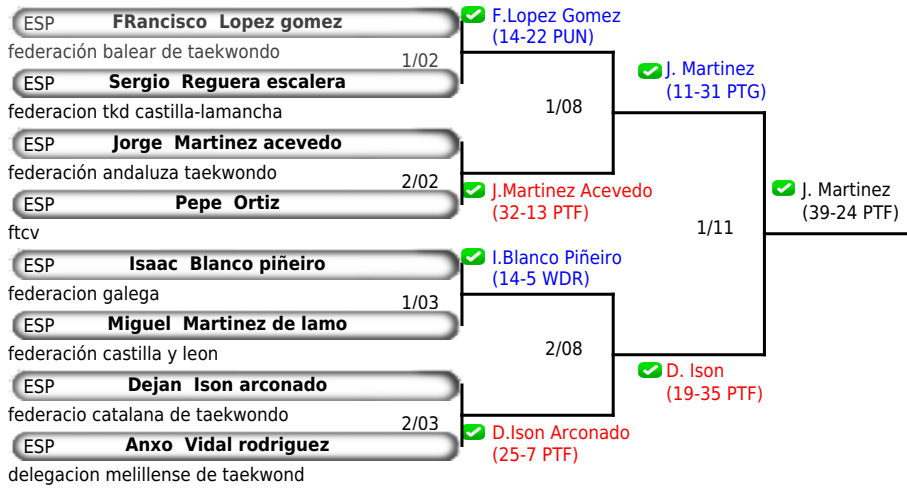 ESP FRancisco Lopez gomez
federación balear de taekwondo
1/02
ESP Sergio Reguera escalera
federacion tkd castilla-lamancha
ESP Jorge Martinez acevedo
federación andaluza taekwondo
2/02
ESP Pepe Ortiz
ftcv
ESP Isaac Blanco piñeiro
federacion galega
1/03
ESP Miguel Martinez de lamo
federación castilla y leon
ESP Dejan Ison arconado
federacio catalana de taekwondo
2/03
ESP Anxo Vidal rodriguez
delegacion melillense de taekwond
F.Lopez Gomez
(14-22 PUN)
1/08
J.Martinez Acevedo
(32-13 PTF)
I.Blanco Piñeiro
(14-5 WDR)
2/08
D.Ison Arconado
(25-7 PTF)
J. Martinez
(11-31 PTG)
1/11
D. Ison
(19-35 PTF)
J. Martinez
(39-24 PTF)